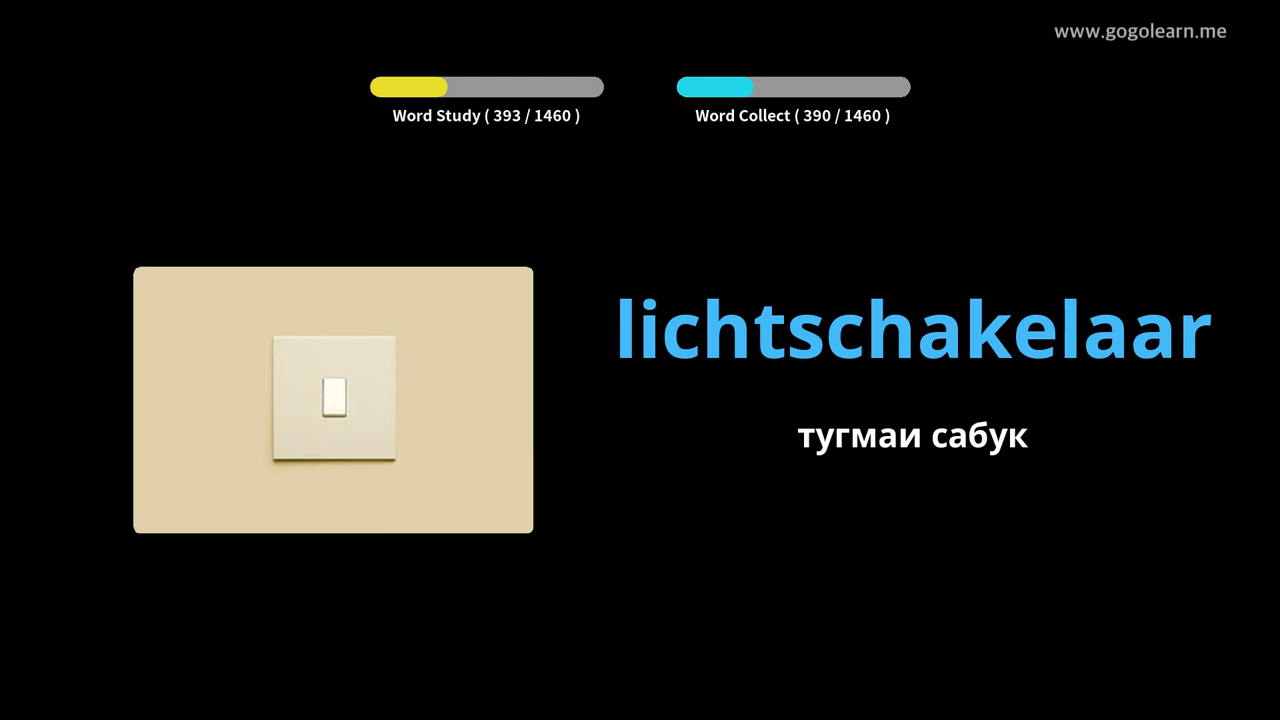 www.gogolearn.me
Word Study ( 393 / 1460 )
Word Collect ( 390 / 1460 )
lichtschakelaar
тугмаи сабук